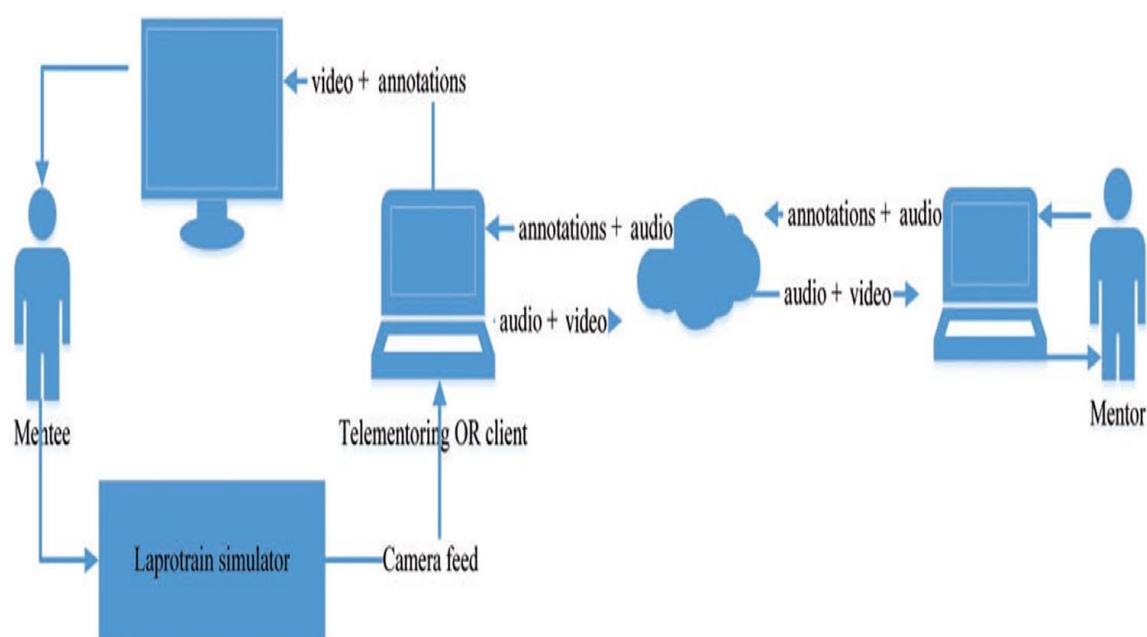 video + annotations
annotations + audio
annotations + audio
audio + video
audio + video
Mentee
Telementoring OR client
Mentor
Laprotrain simulator
Camera feed